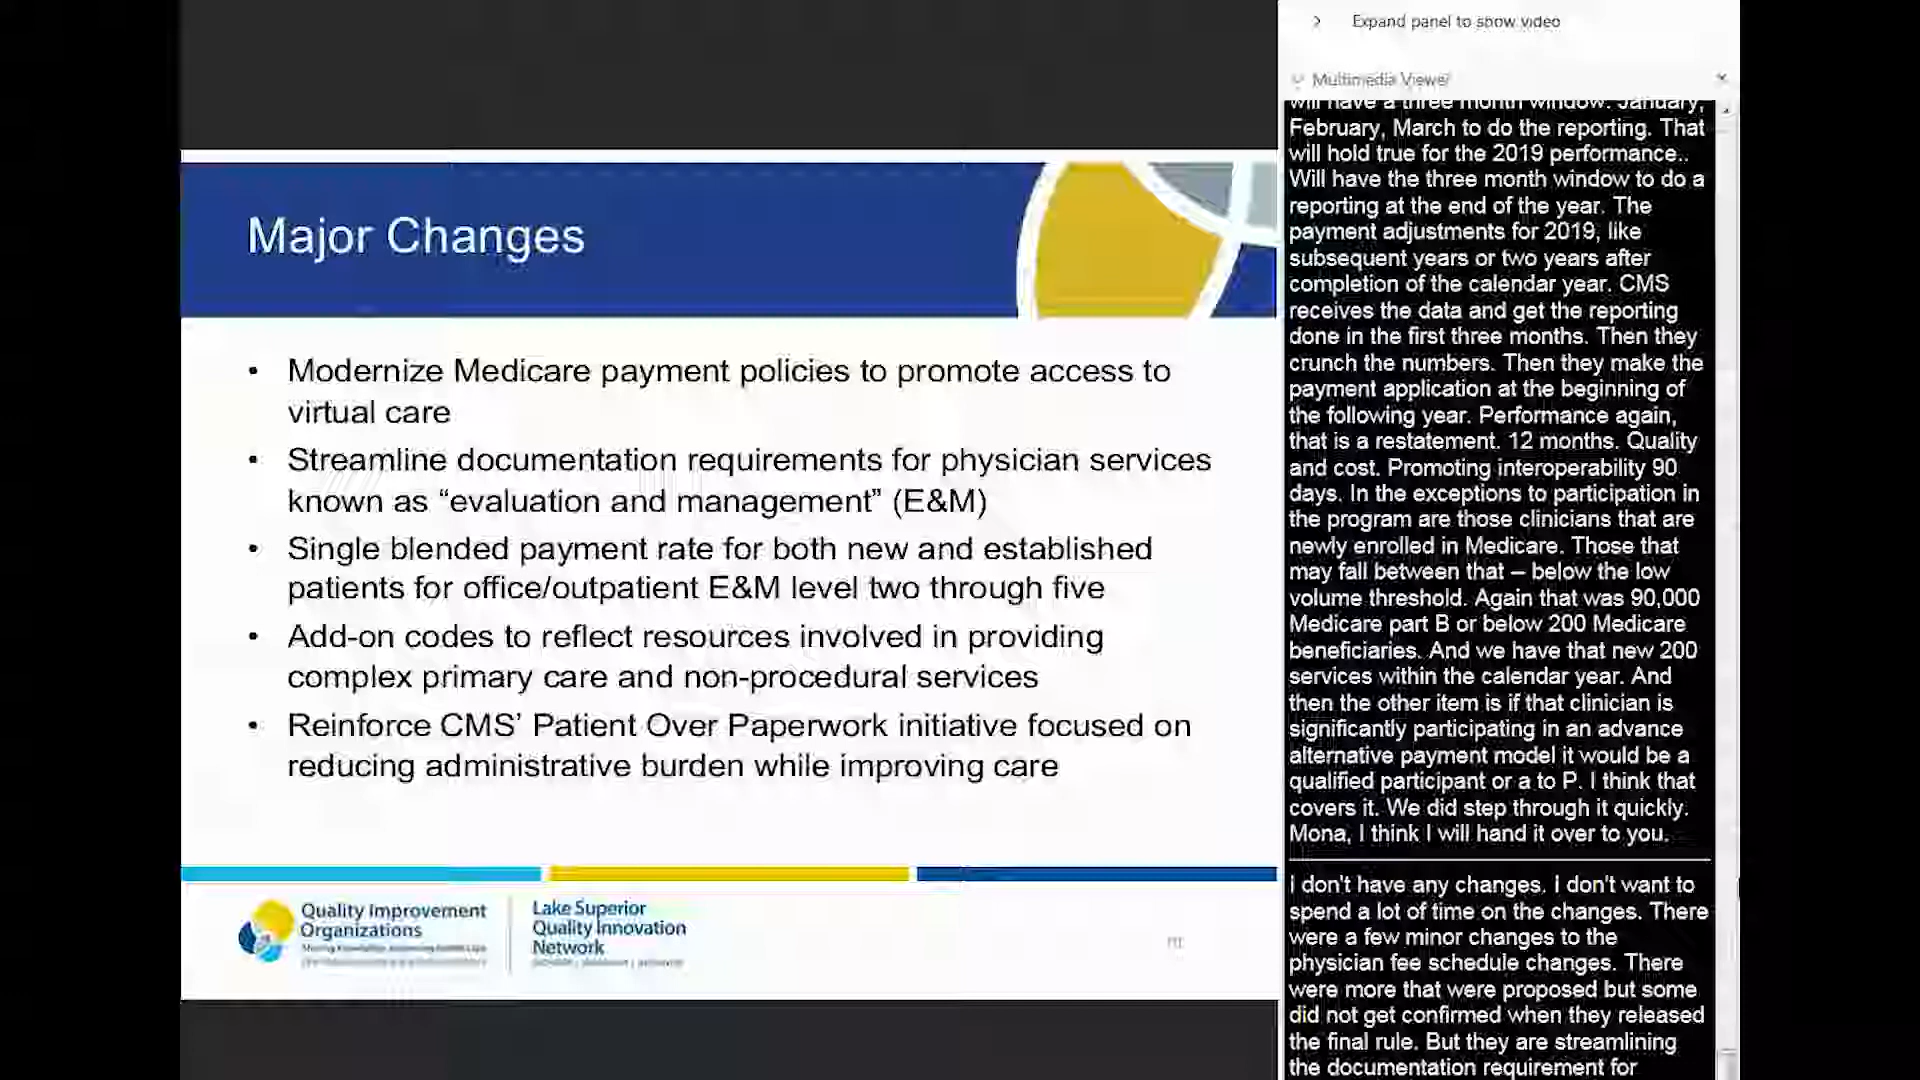 Expand panel to show video
Multimedia Viewer
Major Changes
• Modernize Medicare payment policies to promote access to
virtual care
• Streamline documentation requirements for physician services
known as “evaluation and management” (E&M)
• Single blended payment rate for both new and established
patients for office/outpatient E&M level two through five
• Add-on codes to reflect resources involved in providing
complex primary care and non-procedural services
• Reinforce CMS’ Patient Over Paperwork initiative focused on
reducing administrative burden while improving care
Quality Improvement
Organizations
Lake Superior
Quality Innovation
Network
will have a three month window. January,
February, March to do the reporting. That
will hold true for the 2019 performance..
Will have the three month window to do a
reporting at the end of the year. The
payment adjustments for 2019, like
subsequent years or two years after
completion of the calendar year. CMS
receives the data and get the reporting
done in the first three months. Then they
crunch the numbers. Then they make the
payment application at the beginning of
the following year. Performance again,
that is a restatement. 12 months. Quality
and cost. Promoting interoperability 90
days. In the exceptions to participation in
the program are those clinicians that are
newly enrolled in Medicare. Those that
may fall between that – below the low
volume threshold. Again that was 90,000
Medicare part B or below 200 Medicare
beneficiaries. And we have that new 200
services within the calendar year. And
then the other item is if that clinician is
significantly participating in an advance
alternative payment model it would be a
qualified participant or a to P. I think that
covers it. We did step through it quickly.
Mona, I think I will hand it over to you.
I don't have any changes. I don't want to
spend a lot of time on the changes. There
were a few minor changes to the
physician fee schedule changes. There
were more that were proposed but some
did not get confirmed when they released
the final rule. But they are streamlining
the documentation requirement for